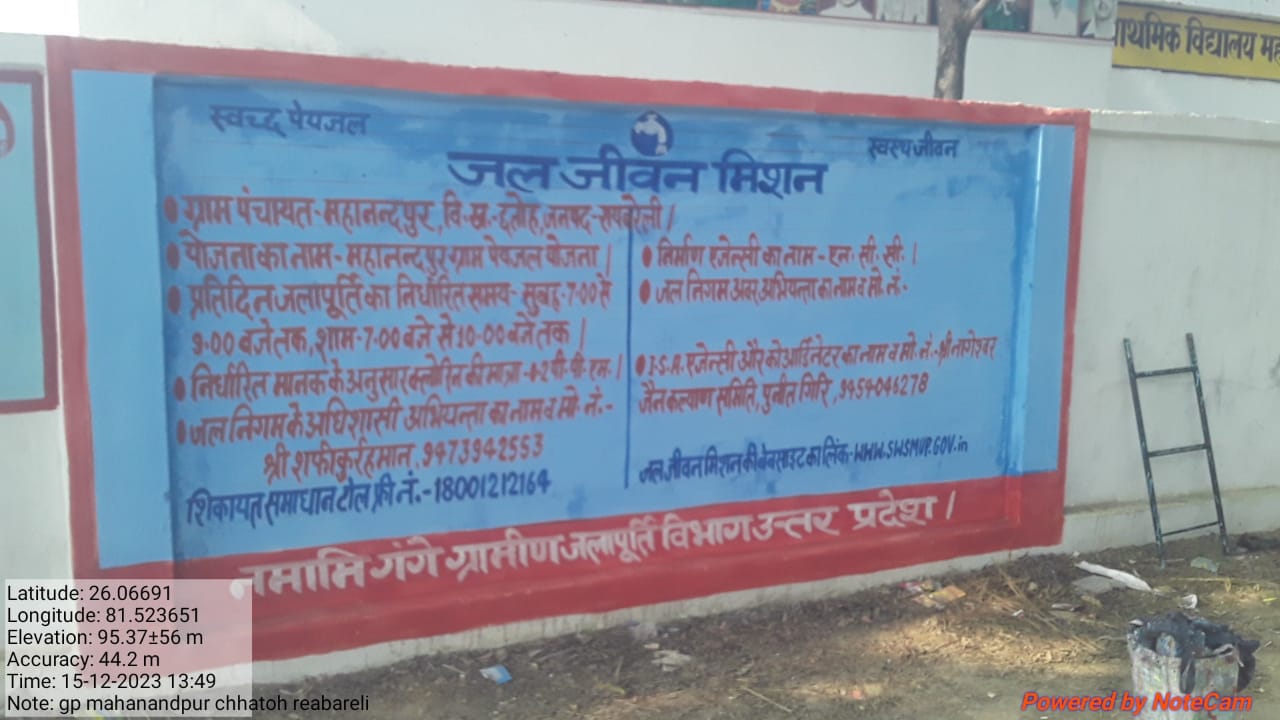 प्राथमिक विद्यालय मह
स्वच्छ पेयजल
स्वस्थ जीवन
जल जीवन मिशन
• ग्राम पंचायत-महानन्दपुर, वि.ख.-छतोह, जनपद-रायबरेली।
• योजना का नाम- महानन्दपुर ग्राम पेयजल योजना।
• प्रतिदिन जलापूर्ति का निर्धारित समय- सुबह-7-00 से
9-00 बजे तक, शाम-7-00 बजे से 10-00 बजे तक।
• निर्धारित मानक के अनुसार क्लोरिन की मात्रा-0.2 पी. पी. एम.।
• जल निगम के अधिशासी अभियन्ता का नाम व मो. नं.-
श्री शफीकुर्रहमान, 9473942553
शिकायत समाधान टोल फ्री नं.-18001212164
• निर्माण एजेन्सी का नाम - एन. सी. सी.।
• जल निगम अवर अभियन्ता का नाम व मो. नं.-
• I.S.A. एजेन्सी और कोआर्डिनेटर का नाम व मो. नं.-श्री नागेश्वर
जैन कल्याण समिति, पुनीत गिरि, 9454046278
जल जीवन मिशन की वेबसाइट का लिंक-WWW.SWSMUP.GOV.in
नमामि गंगे ग्रामीण जलापूर्ति विभाग उत्तर प्रदेश।
Latitude: 26.06691
Longitude: 81.523651
Elevation: 95.37±56 m
Accuracy: 44.2 m
Time: 15-12-2023 13:49
Note: gp mahanandpur chhatoh reabareli
Powered by NoteCam